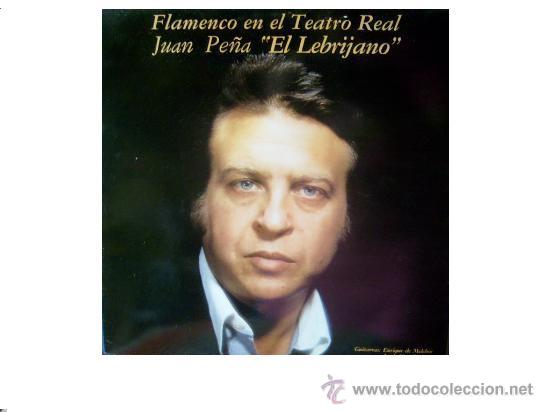 Flamenco en el Teatro Real
Juan Peña "El Lebrijano"
Guitarras: Enrique de Melchor
www.todocoleccion.net